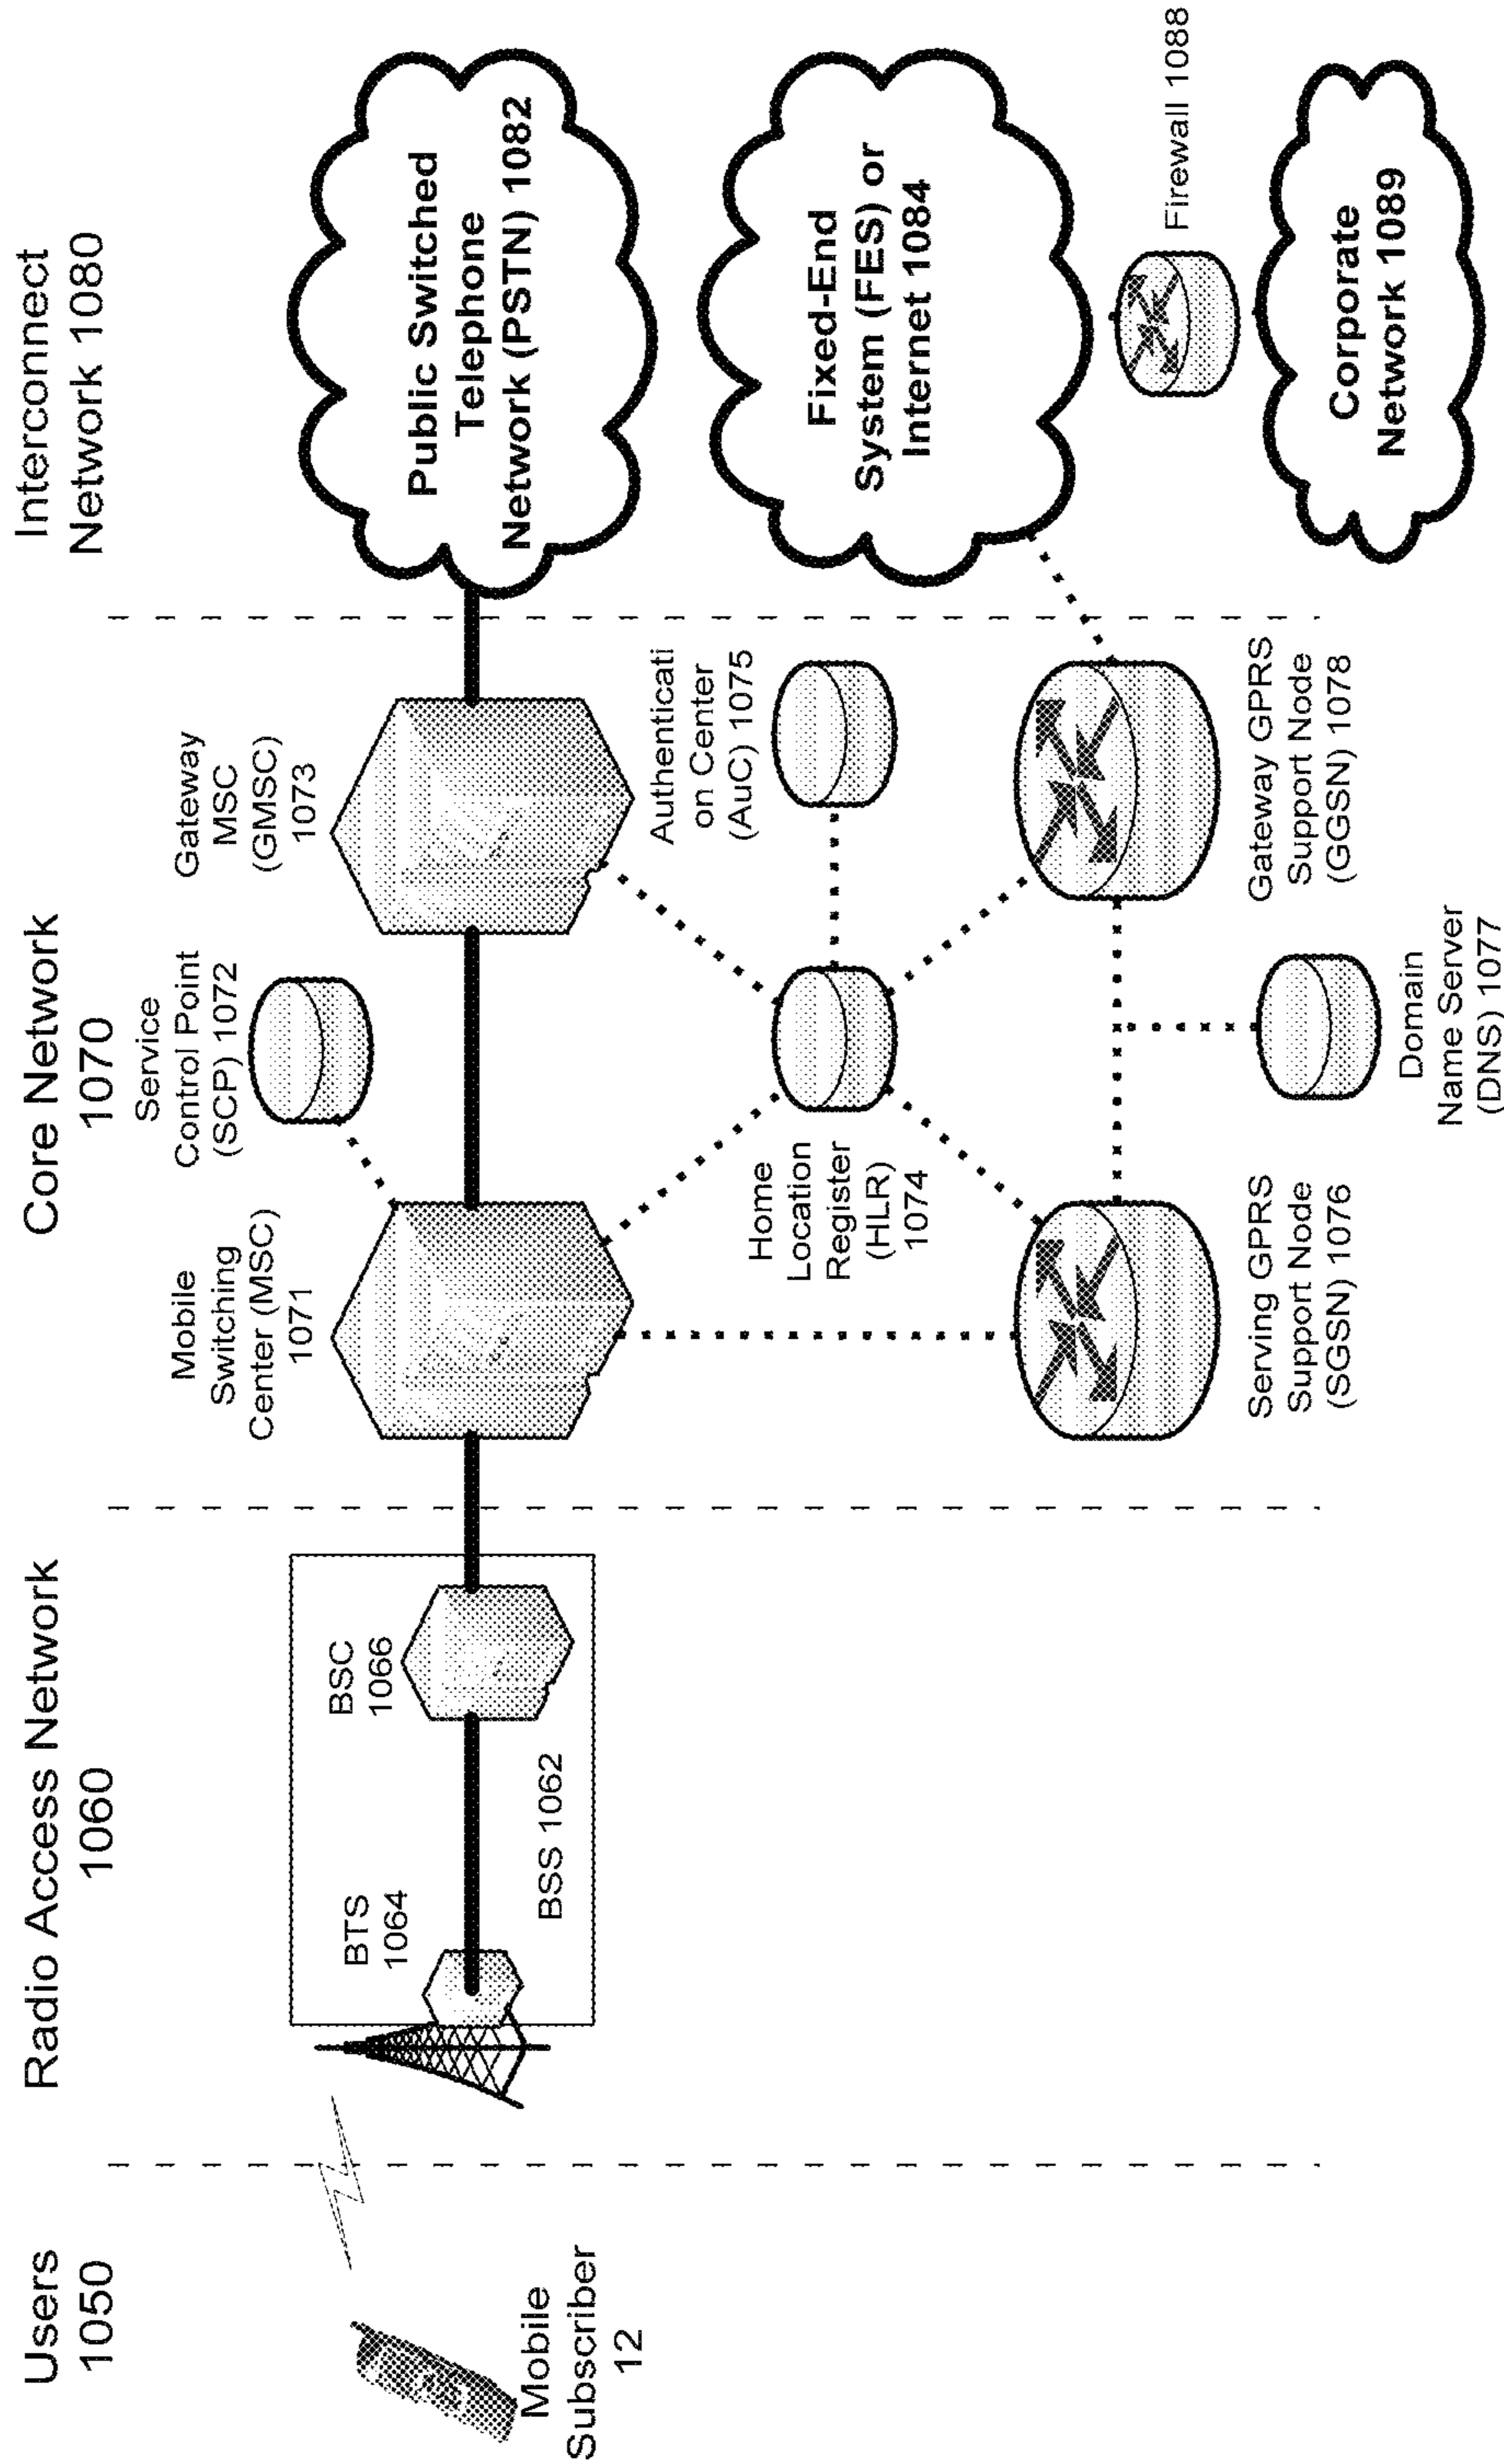 Users
1050
Radio Access Network
1060
Core Network
1070
Interconnect
Network 1080
Mobile
Subscriber
12
BTS
1064
BSC
1066
BSS 1062
Mobile
Switching
Center (MSC)
1071
Service
Control Point
(SCP) 1072
Gateway
MSC
(GMSC)
1073
Home
Location
Register
(HLR)
1074
Authenticati
on Center
(AuC) 1075
Serving GPRS
Support Node
(SGSN) 1076
Domain
Name Server
(DNS) 1077
Gateway GPRS
Support Node
(GGSN) 1078
Public Switched
Telephone
Network (PSTN) 1082
Fixed-End
System (FES) or
Internet 1084
Firewall 1088
Corporate
Network 1089